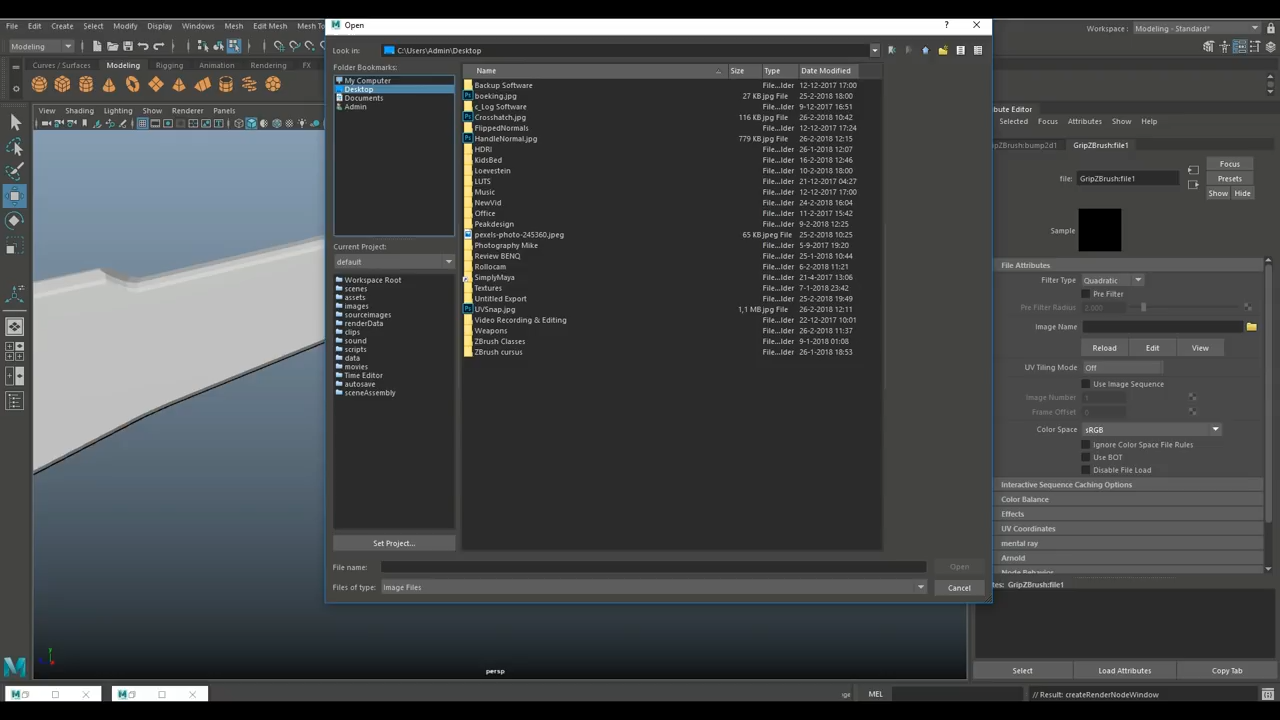 File Edit Create Select Modify Display Windows Mesh Edit Mesh Mesh To
Open
Workspace : Modeling - Standard*
Modeling
Look in: C:\Users\Admin\Desktop
Curves / Surfaces Modeling Rigging Animation Rendering FX
Folder Bookmarks:
My Computer
Desktop
Documents
Admin
Name Size Type Date Modified
Backup Software File...lder 12-12-2017 17:00
boeking.jpg 27 KB jpg File 25-2-2018 18:00
c_Log Software File...lder 9-12-2017 16:51
Crosshatch.jpg 116 KB jpg File 26-2-2018 10:42
FlippedNormals File...lder 12-12-2017 17:24
HandleNormal.jpg 779 KB jpg File 26-2-2018 12:15
HDRI File...lder 26-1-2018 12:07
KidsBed File...lder 16-2-2018 12:46
Loevestein File...lder 10-2-2018 18:00
LUTS File...lder 21-12-2017 04:27
Music File...lder 12-12-2017 17:00
NewVid File...lder 24-2-2018 16:04
Office File...lder 11-2-2017 15:42
Peakdesign File...lder 9-2-2018 12:25
pexels-photo-245360.jpeg 65 KB jpeg File 25-2-2018 10:25
Photography Mike File...lder 5-9-2017 19:20
Review BENQ File...lder 25-1-2018 10:44
Rollocam File...lder 6-2-2018 11:21
SimplyMaya File...lder 21-4-2017 13:06
Textures File...lder 7-1-2018 23:42
Untitled Export File...lder 25-2-2018 19:49
UVSnap.jpg 1,1 MB jpg File 26-2-2018 12:11
Video Recording & Editing File...lder 22-12-2017 10:01
Weapons File...lder 26-2-2018 11:37
ZBrush Classes File...lder 9-1-2018 01:08
ZBrush cursus File...lder 26-1-2018 18:53
View Shading Lighting Show Renderer Panels
Current Project:
default
Workspace Root
scenes
assets
images
sourceimages
renderData
clips
sound
scripts
data
movies
Time Editor
autosave
sceneAssembly
Set Project...
File name: Open
Files of type: Image Files Cancel
persp
Editor
Selected Focus Attributes Show Help
ripZBrush:bump2d1 GripZBrush:file1
Focus
file: GripZBrush:file1 Presets
Show Hide
Sample
File Attributes
Filter Type Quadratic
Pre Filter
Pre Filter Radius 2.000
Image Name
Reload Edit View
UV Tiling Mode Off
Use Image Sequence
Image Number 1
Frame Offset 0
Color Space sRGB
Ignore Color Space File Rules
Use BOT
Disable File Load
Interactive Sequence Caching Options
Color Balance
Effects
UV Coordinates
mental ray
Arnold
Node Behavior
tes: GripZBrush:file1
Select Load Attributes Copy Tab
MEL // Result: createRenderNodeWindow